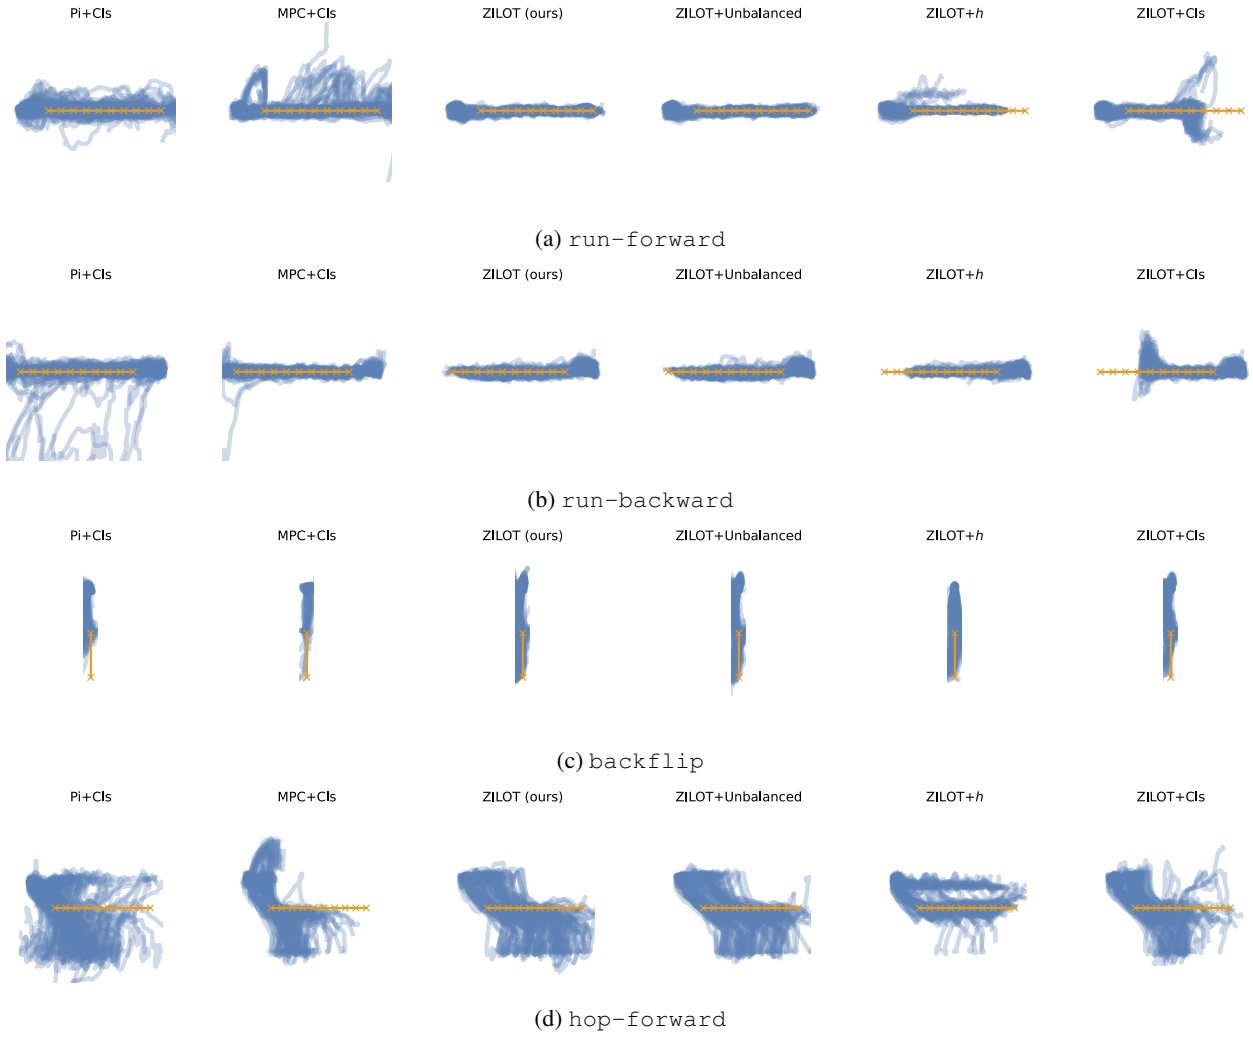 Pi+Cls MPC+Cls ZILOT (ours) ZILOT+Unbalanced ZILOT+h ZILOT+Cls
(a) run-forward
Pi+Cls MPC+Cls ZILOT (ours) ZILOT+Unbalanced ZILOT+h ZILOT+Cls
(b) run-backward
Pi+Cls MPC+Cls ZILOT (ours) ZILOT+Unbalanced ZILOT+h ZILOT+Cls
(c) backflip
Pi+Cls MPC+Cls ZILOT (ours) ZILOT+Unbalanced ZILOT+h ZILOT+Cls
(d) hop-forward